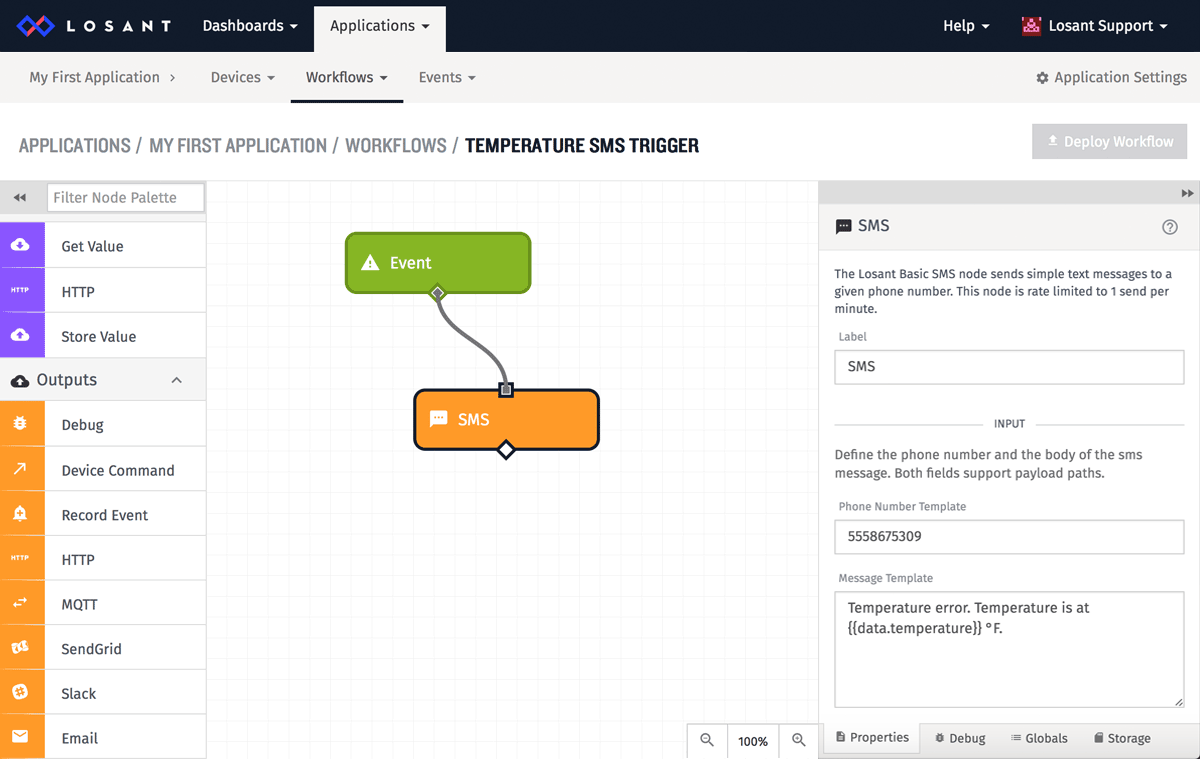 LOSANT Dashboards Applications Help Losant Support
My First Application Devices Workflows Events Application Settings
APPLICATIONS / MY FIRST APPLICATION / WORKFLOWS / TEMPERATURE SMS TRIGGER Deploy Workflow
Filter Node Palette
Get Value
HTTP HTTP
Store Value
Outputs
Debug
Device Command
Record Event
HTTP HTTP
MQTT
SendGrid
Slack
Email
Event
SMS
100%
SMS
The Losant Basic SMS node sends simple text messages to a
given phone number. This node is rate limited to 1 send per
minute.
Label
SMS
INPUT
Define the phone number and the body of the sms
message. Both fields support payload paths.
Phone Number Template
5558675309
Message Template
Temperature error. Temperature is at
{{data.temperature}} °F.
Properties Debug Globals Storage